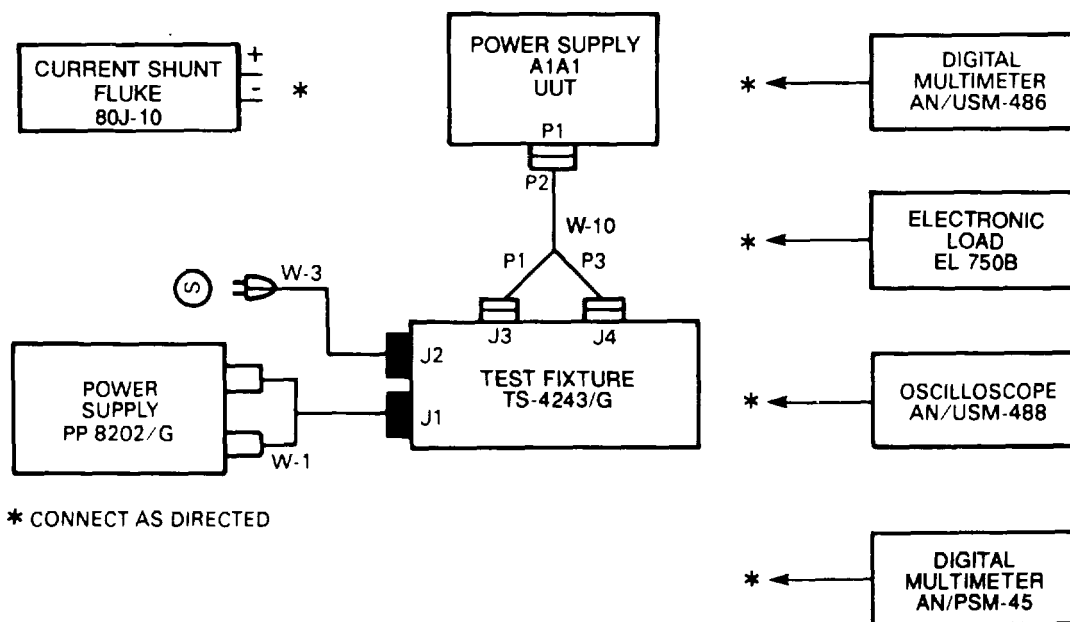 CURRENT SHUNT
FLUKE
80J-10
+
-
*
POWER SUPPLY
A1A1
UUT
P1
P2
W-10
P1
P3
* DIGITAL
MULTIMETER
AN/USM-486
* ELECTRONIC
LOAD
EL 750B
S
W-3
J3
J4
J2
J1
TEST FIXTURE
TS-4243/G
POWER
SUPPLY
PP 8202/G
W-1
* OSCILLOSCOPE
AN/USM-488
* CONNECT AS DIRECTED
* DIGITAL
MULTIMETER
AN/PSM-45